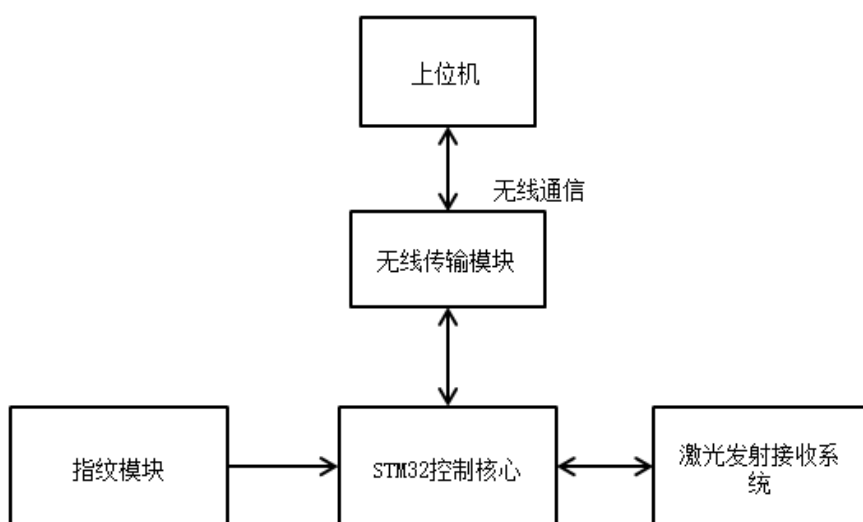 上位机
无线通信
无线传输模块
指纹模块
STM32控制核心
激光发射接收系
统